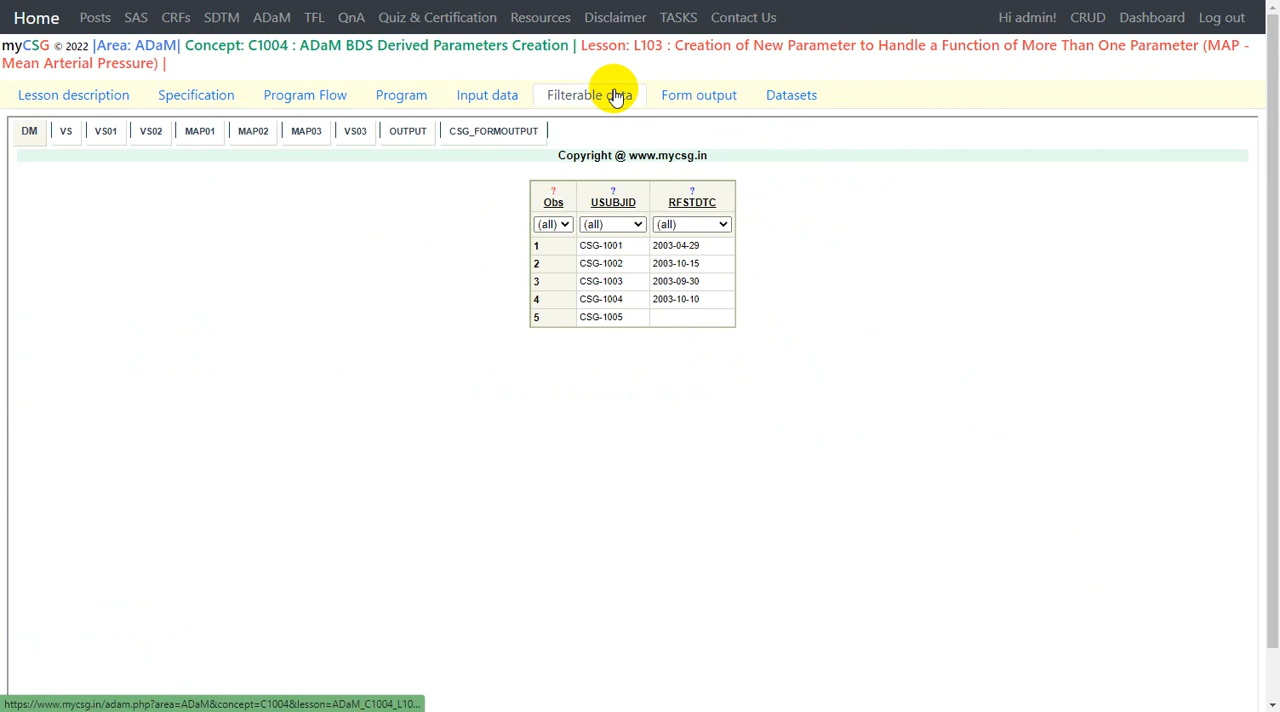 Home Posts SAS CRFs SDTM ADaM TFL QnA Quiz & Certification Resources Disclaimer TASKS Contact Us Hi admin! CRUD Dashboard Log out
myCSG © 2022 |Area: ADaM| Concept: C1004 : ADaM BDS Derived Parameters Creation | Lesson: L103 : Creation of New Parameter to Handle a Function of More Than One Parameter (MAP -
Mean Arterial Pressure) |
Lesson description Specification Program Flow Program Input data Filterable data Form output Datasets
DM VS VS01 VS02 MAP01 MAP02 MAP03 VS03 OUTPUT CSG_FORMOUTPUT
Copyright @ www.mycsg.in
? ? ?
Obs USUBJID RFSTDTC
(all) (all) (all)
1 CSG-1001 2003-04-29
2 CSG-1002 2003-10-15
3 CSG-1003 2003-09-30
4 CSG-1004 2003-10-10
5 CSG-1005
https://www.mycsg.in/adam.php?area=ADaM&concept=C1004&lesson=ADaM_C1004_L10...